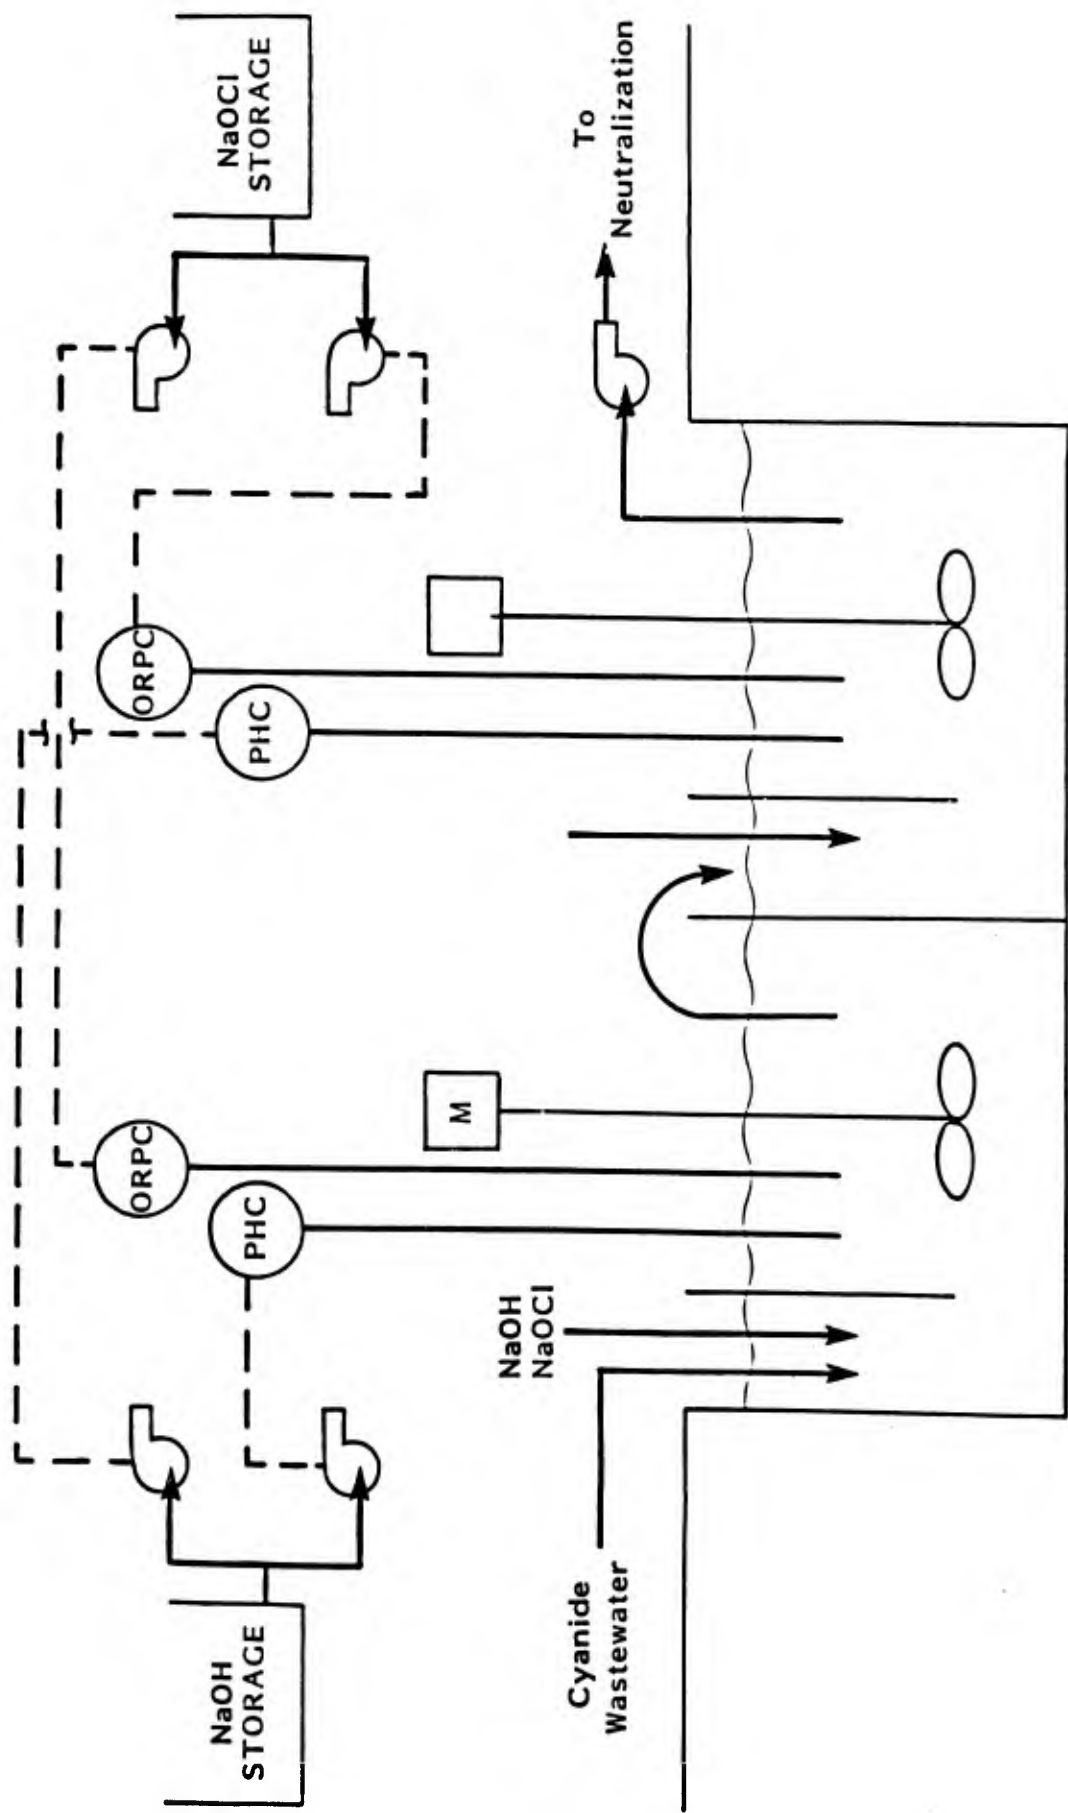 NaOH
STORAGE
NaOCl
STORAGE
ORPC
PHC
ORPC
PHC
M
NaOH
NaOCl
Cyanide
Wastewater
To
Neutralization